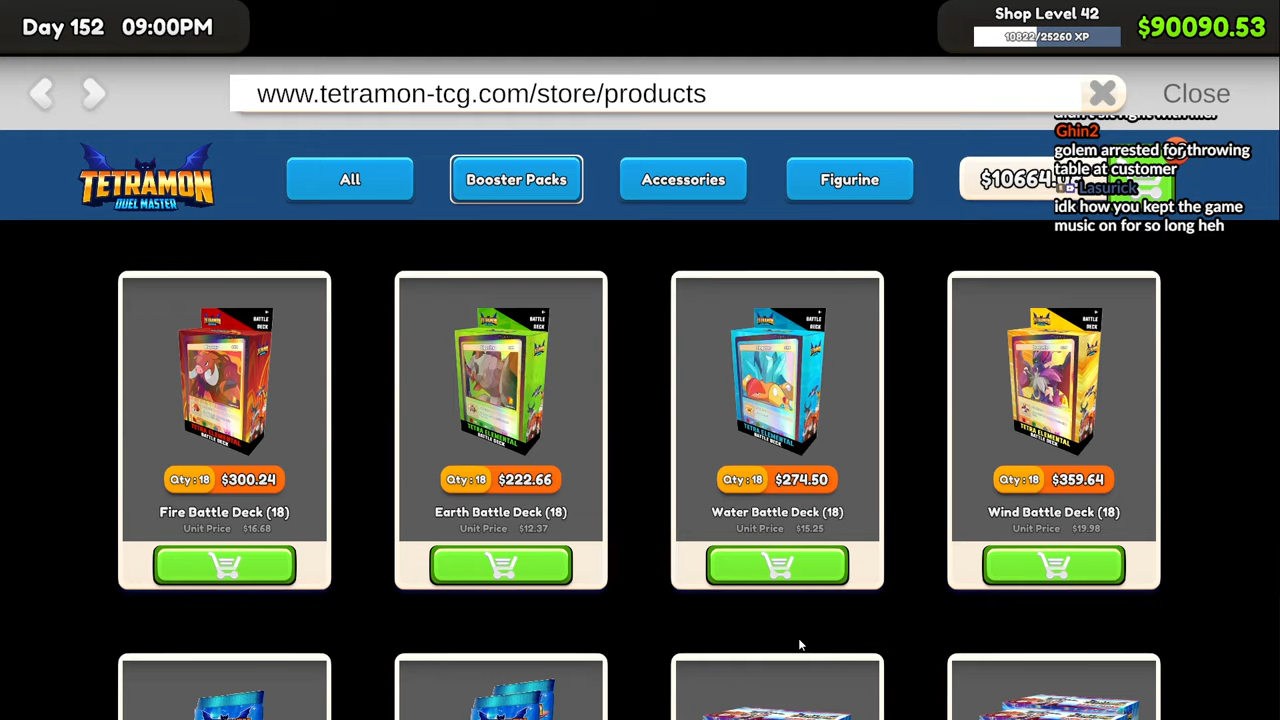 Day 152 09:00PM
Shop Level 42
10822/25260 XP
$90090.53
www.tetramon-tcg.com/store/products
Close
Ghin2
golem arrested for throwing
table at customer
Lasurick
idk how you kept the game
music on for so long heh
TETRAMON
DUEL MASTER
All
Booster Packs
Accessories
Figurine
Qty : 18 $300.24
Fire Battle Deck (18)
Unit Price $16.68
Qty : 18 $222.66
Earth Battle Deck (18)
Unit Price $12.37
Qty : 18 $274.50
Water Battle Deck (18)
Unit Price $15.25
Qty : 18 $359.64
Wind Battle Deck (18)
Unit Price $19.98